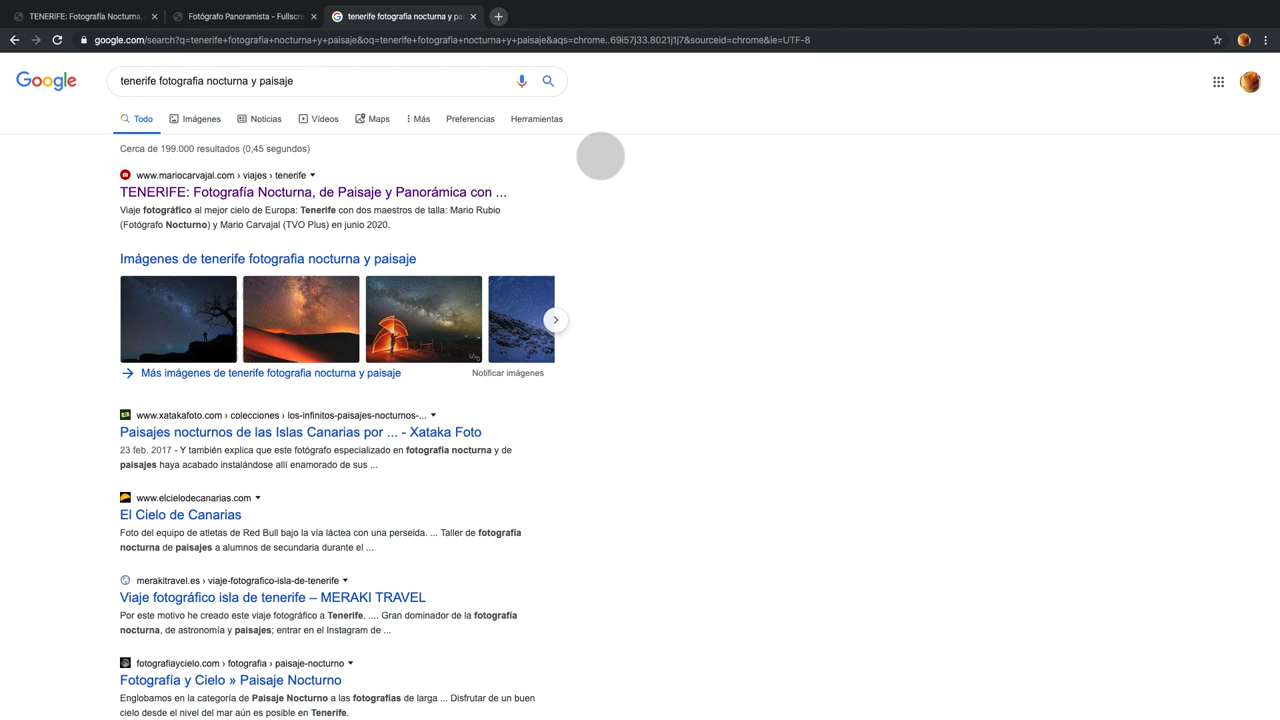 TENERIFE: Fotografía Nocturna,
Fotógrafo Panoramista - Fullscre
tenerife fotografia nocturna y pa
google.com/search?q=tenerife+fotografia+nocturna+y+paisaje&oq=tenerife+fotografia+nocturna+y+paisaje&aqs=chrome..69i57j33.8021j1j7&sourceid=chrome&ie=UTF-8
Google
tenerife fotografia nocturna y paisaje
Todo Imágenes Noticias Vídeos Maps Más Preferencias Herramientas
Cerca de 199.000 resultados (0,45 segundos)
www.mariocarvajal.com › viajes › tenerife
TENERIFE: Fotografía Nocturna, de Paisaje y Panorámica con ...
Viaje fotográfico al mejor cielo de Europa: Tenerife con dos maestros de talla: Mario Rubio
(Fotógrafo Nocturno) y Mario Carvajal (TVO Plus) en junio 2020.
Imágenes de tenerife fotografia nocturna y paisaje
Más imágenes de tenerife fotografia nocturna y paisaje
Notificar imágenes
www.xatakafoto.com › colecciones › los-infinitos-paisajes-nocturnos-...
Paisajes nocturnos de las Islas Canarias por ... - Xataka Foto
23 feb. 2017 - Y también explica que este fotógrafo especializado en fotografía nocturna y de
paisajes haya acabado instalándose allí enamorado de sus ...
www.elcielodecanarias.com
El Cielo de Canarias
Foto del equipo de atletas de Red Bull bajo la vía láctea con una perseida. ... Taller de fotografía
nocturna de paisajes a alumnos de secundaria durante el ...
merakitravel.es › viaje-fotografico-isla-de-tenerife
Viaje fotográfico isla de tenerife – MERAKI TRAVEL
Por este motivo he creado este viaje fotográfico a Tenerife. .... Gran dominador de la fotografía
nocturna, de astronomía y paisajes; entrar en el Instagram de ...
fotografiaycielo.com › fotografia › paisaje-nocturno
Fotografía y Cielo » Paisaje Nocturno
Englobamos en la categoría de Paisaje Nocturno a las fotografías de larga ... Disfrutar de un buen
cielo desde el nivel del mar aún es posible en Tenerife.